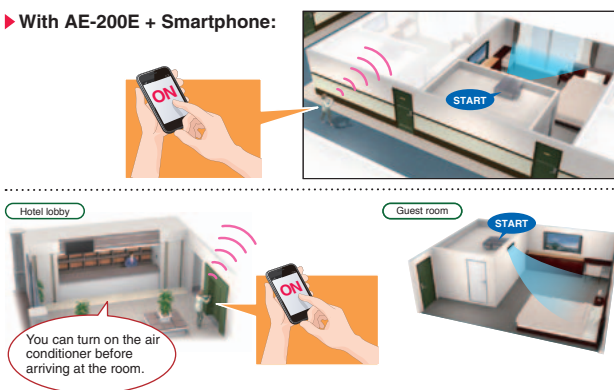 With AE-200E + Smartphone:
ON
START
Hotel lobby
Guest room
START
ON
You can turn on the air
conditioner before
arriving at the room.